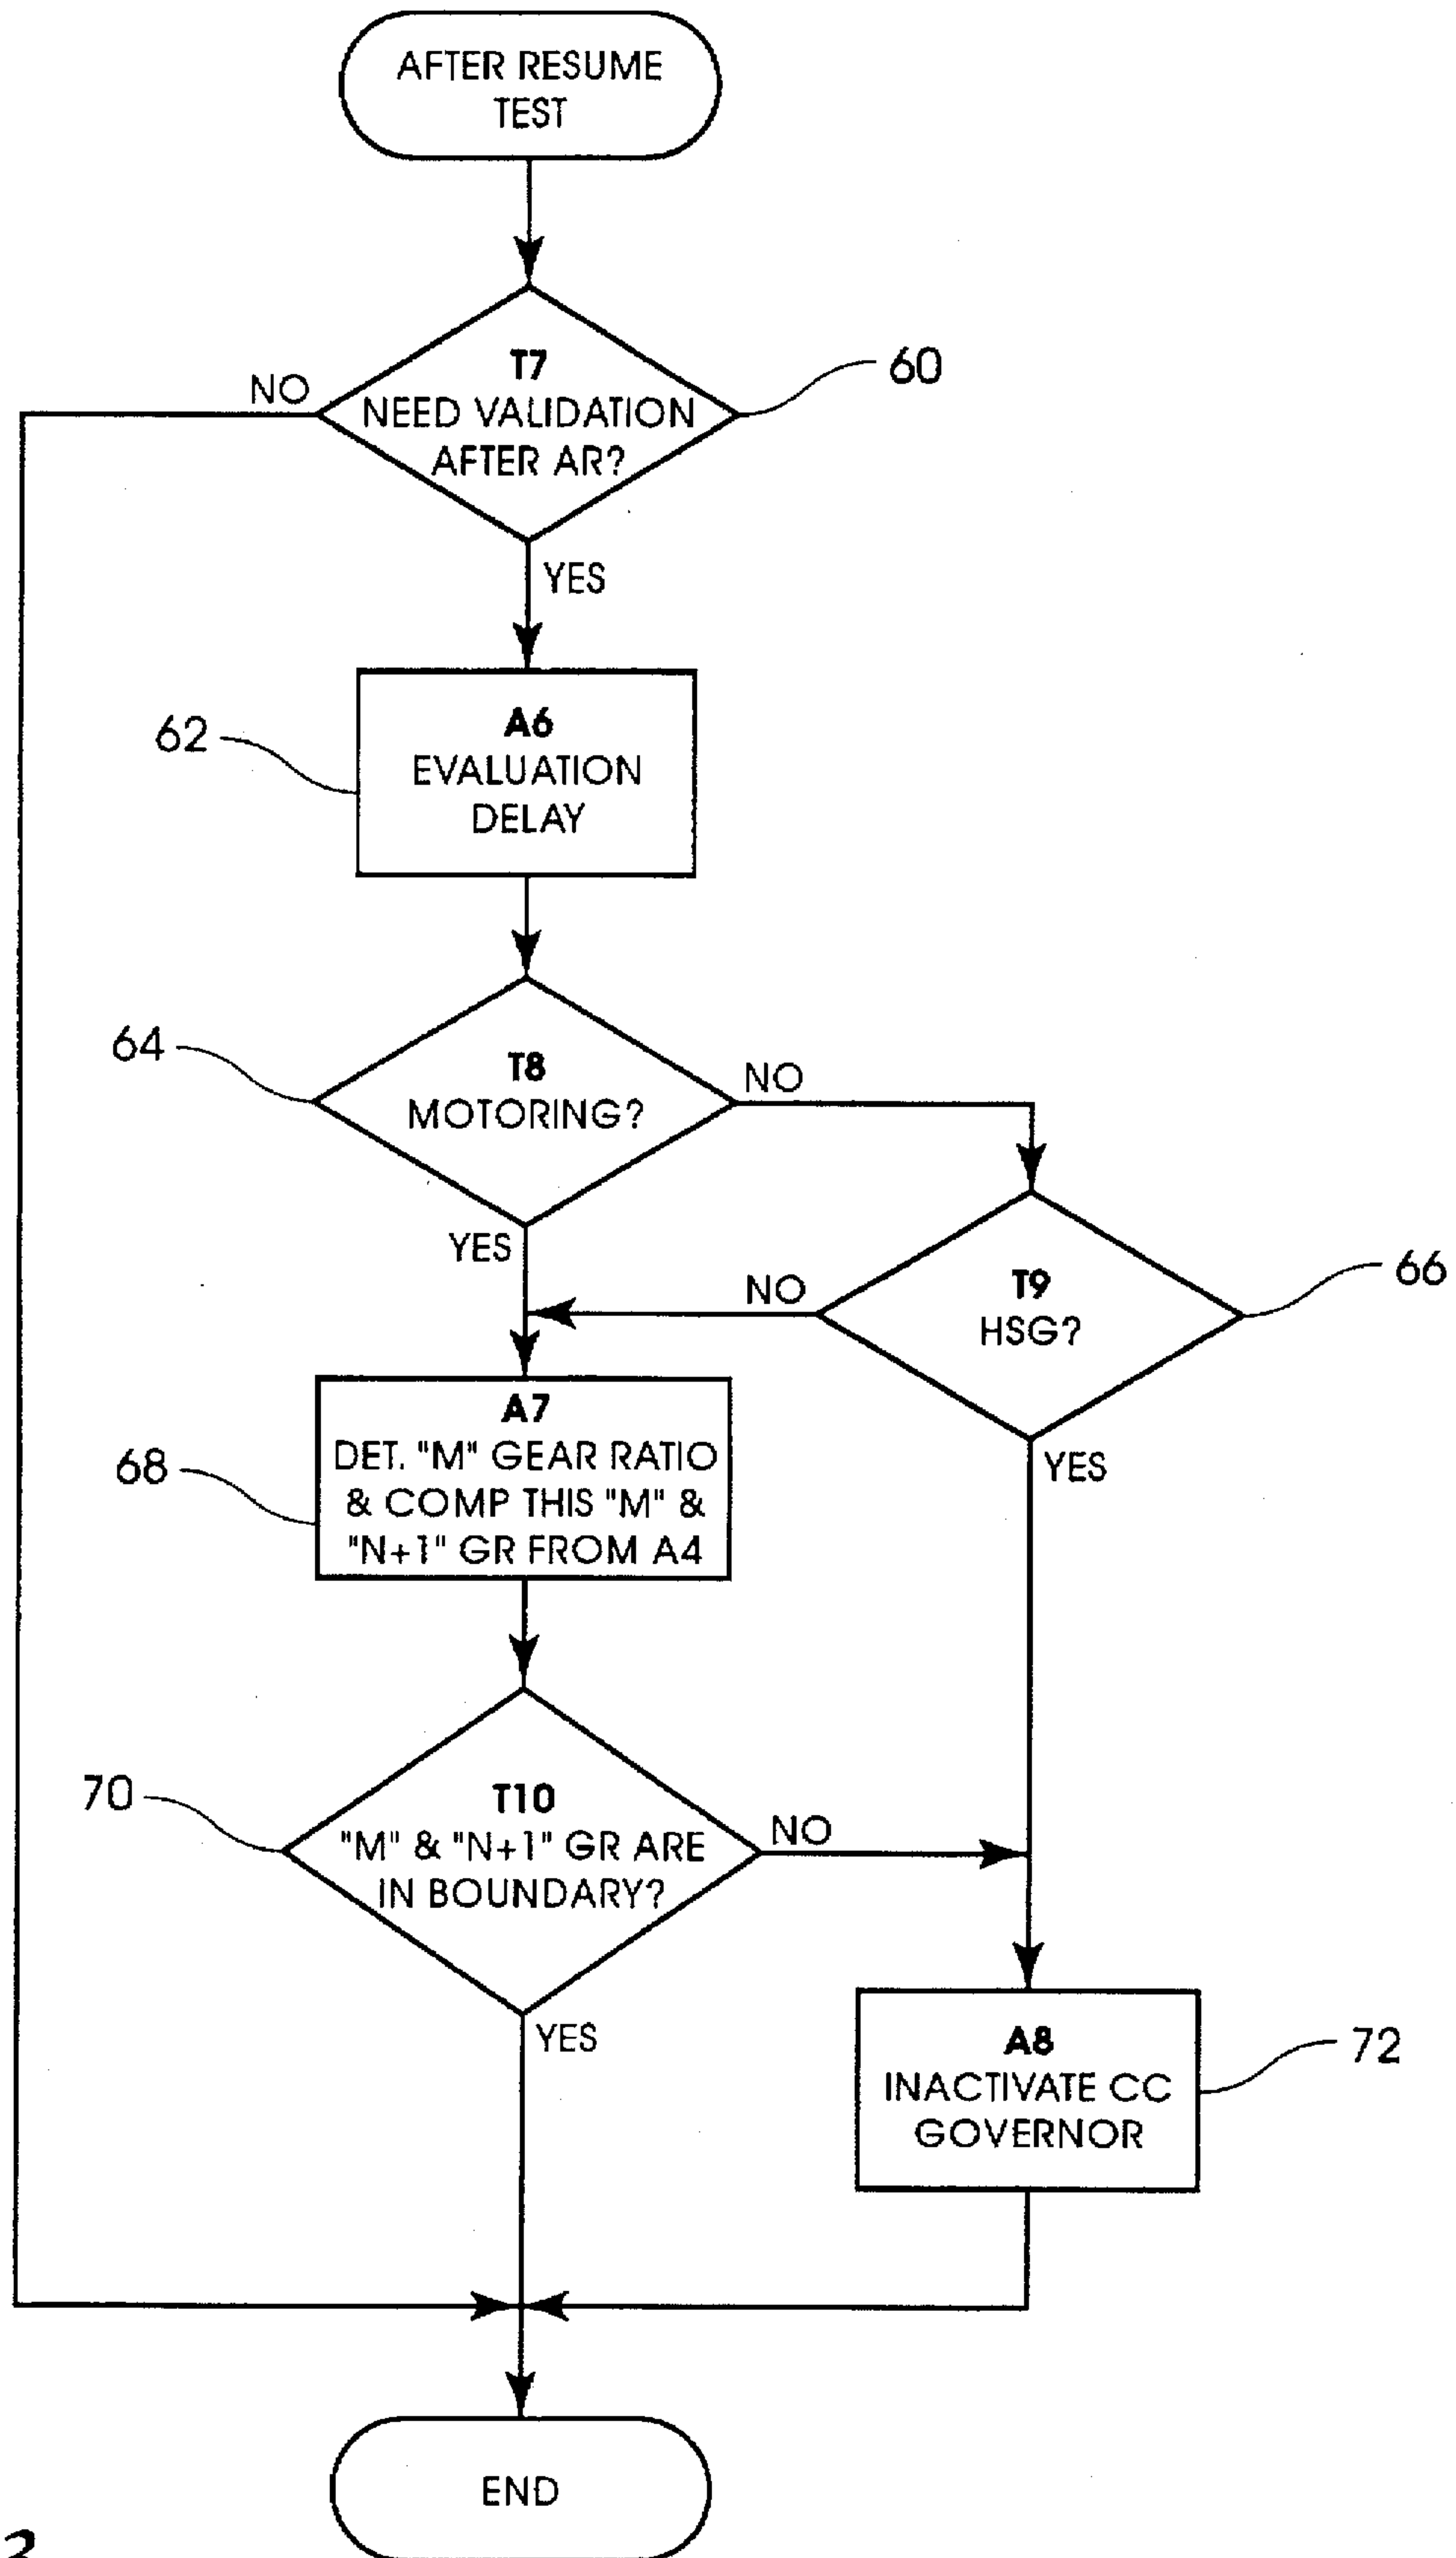 AFTER RESUME
TEST
T7
NEED VALIDATION
AFTER AR?
60
NO
YES
A6
EVALUATION
DELAY
62
T8
MOTORING?
64
NO
YES
T9
HSG?
66
NO
YES
A7
DET. "M" GEAR RATIO
& COMP THIS "M" &
"N+1" GR FROM A4
68
T10
"M" & "N+1" GR ARE
IN BOUNDARY?
70
NO
YES
A8
INACTIVATE CC
GOVERNOR
72
END